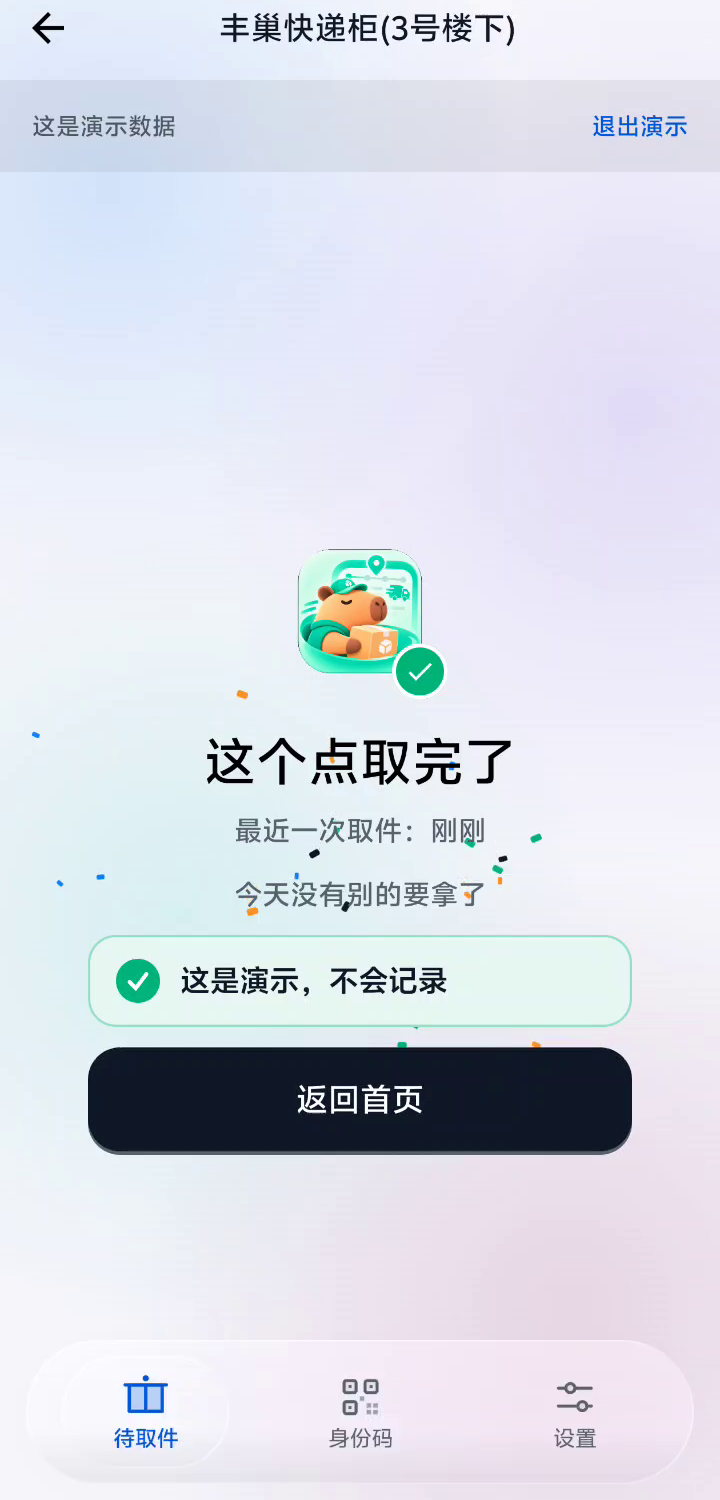 丰巢快递柜(3号楼下)
这是演示数据
退出演示
这个点取完了
最近一次取件：刚刚
今天没有别的要拿了
这是演示，不会记录
返回首页
待取件
身份码
设置